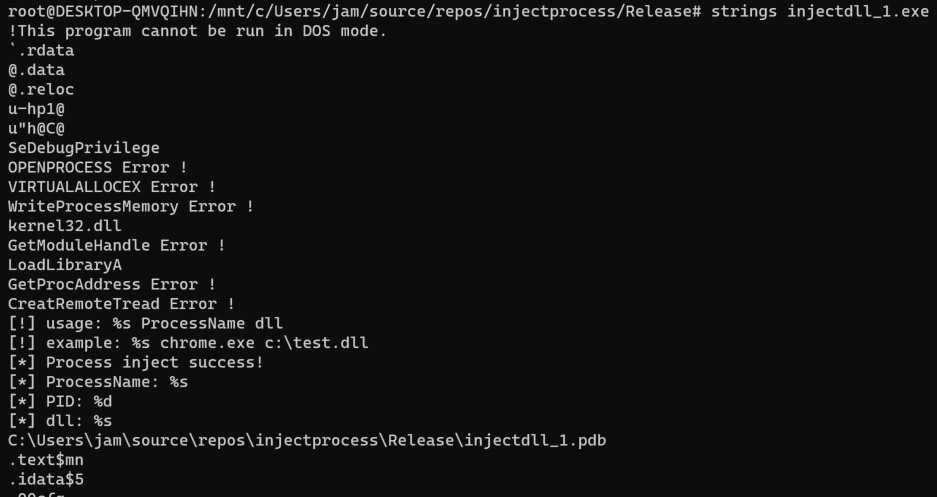 root@DESKTOP-QMVQIHN:/mnt/c/Users/jam/source/repos/injectprocess/Release# strings injectdll_1.exe
!This program cannot be run in DOS mode.
`.rdata
@.data
@.reloc
u-hp1@
u"h@C@
SeDebugPrivilege
OPENPROCESS Error !
VIRTUALALLOCEX Error !
WriteProcessMemory Error !
kernel32.dll
GetModuleHandle Error !
LoadLibraryA
GetProcAddress Error !
CreatRemoteTread Error !
[!] usage: %s ProcessName dll
[!] example: %s chrome.exe c:\test.dll
[*] Process inject success!
[*] ProcessName: %s
[*] PID: %d
[*] dll: %s
C:\Users\jam\source\repos\injectprocess\Release\injectdll_1.pdb
.text$mn
.idata$5